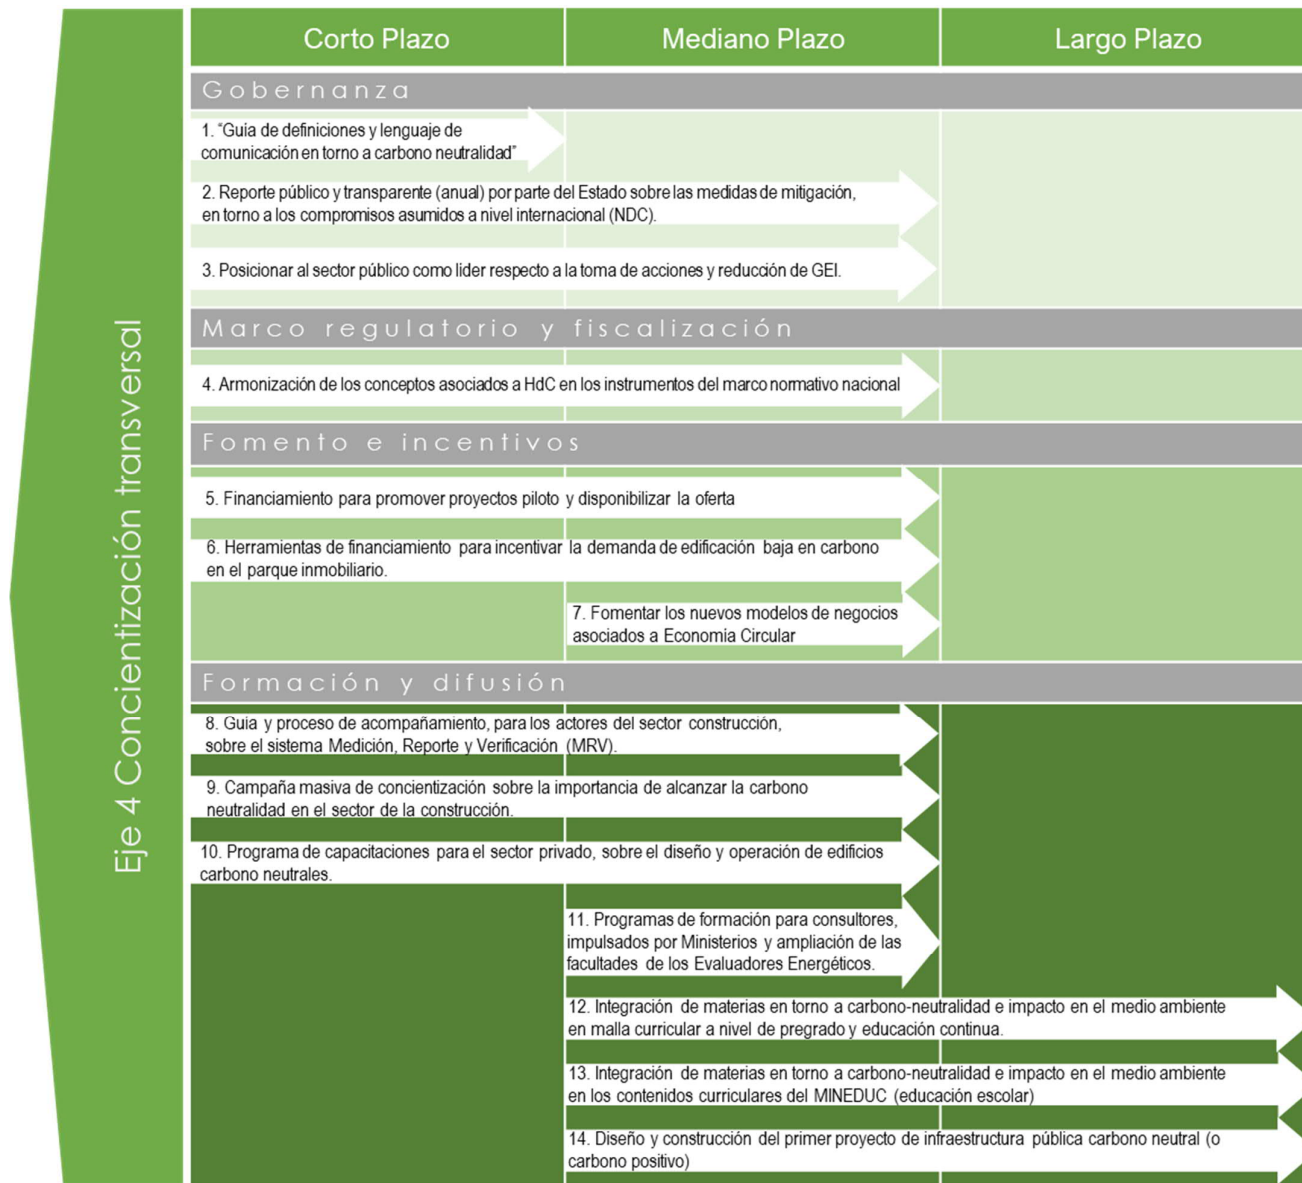 Corto Plazo
Mediano Plazo
Largo Plazo
Eje 4 Concientización transversal
Gobernanza
1. "Guía de definiciones y lenguaje de
comunicación en torno a carbono neutralidad"
2. Reporte público y transparente (anual) por parte del Estado sobre las medidas de mitigación,
en torno a los compromisos asumidos a nivel internacional (NDC).
3. Posicionar al sector público como líder respecto a la toma de acciones y reducción de GEI.
Marco regulatorio y fiscalización
4. Armonización de los conceptos asociados a HdC en los instrumentos del marco normativo nacional
Fomento e incentivos
5. Financiamiento para promover proyectos piloto y disponibilizar la oferta
6. Herramientas de financiamiento para incentivar la demanda de edificación baja en carbono
en el parque inmobiliario.
7. Fomentar los nuevos modelos de negocios
asociados a Economía Circular
Formación y difusión
8. Guía y proceso de acompañamiento, para los actores del sector construcción,
sobre el sistema Medición, Reporte y Verificación (MRV).
9. Campaña masiva de concientización sobre la importancia de alcanzar la carbono
neutralidad en el sector de la construcción.
10. Programa de capacitaciones para el sector privado, sobre el diseño y operación de edificios
carbono neutrales.
11. Programas de formación para consultores,
impulsados por Ministerios y ampliación de las
facultades de los Evaluadores Energéticos.
12. Integración de materias en torno a carbono-neutralidad e impacto en el medio ambiente
en malla curricular a nivel de pregrado y educación continua.
13. Integración de materias en torno a carbono-neutralidad e impacto en el medio ambiente
en los contenidos curriculares del MINEDUC (educación escolar)
14. Diseño y construcción del primer proyecto de infraestructura pública carbono neutral (o
carbono positivo)